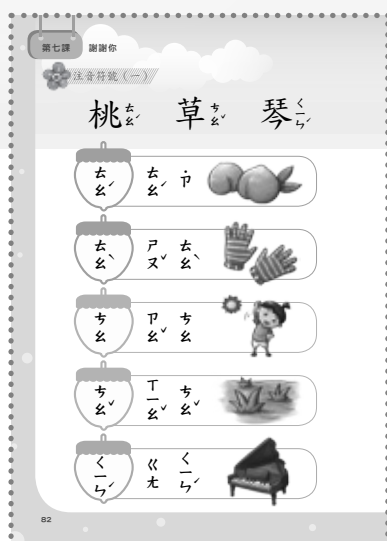 第七課 謝謝你
注音符號(一)
桃ㄊㄠˊ 草ㄘㄠˇ 琴ㄑㄧㄣˊ
ㄊㄠˊ ㄊㄠˊ ˙ㄗ
ㄊㄠˋ ㄕㄡˇ ㄊㄠˋ
ㄘㄠ ㄗㄠˇ ㄘㄠ
ㄘㄠˇ ㄒㄧㄠˇ ㄘㄠˇ
ㄑㄧㄣˊ ㄍㄤ ㄑㄧㄣˊ
82